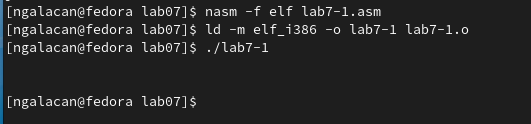 [ngalacan@fedora lab07]$ nasm -f elf lab7-1.asm
[ngalacan@fedora lab07]$ ld -m elf_i386 -o lab7-1 lab7-1.o
[ngalacan@fedora lab07]$ ./lab7-1
[ngalacan@fedora lab07]$